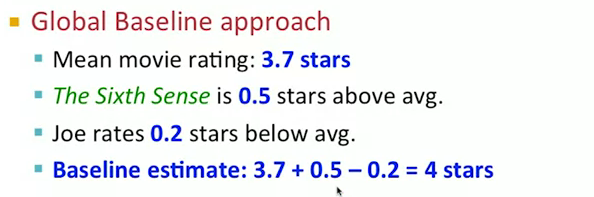 Global Baseline approach
Mean movie rating: 3.7 stars
The Sixth Sense is 0.5 stars above avg.
Joe rates 0.2 stars below avg.
Baseline estimate: 3.7 + 0.5 – 0.2 = 4 stars